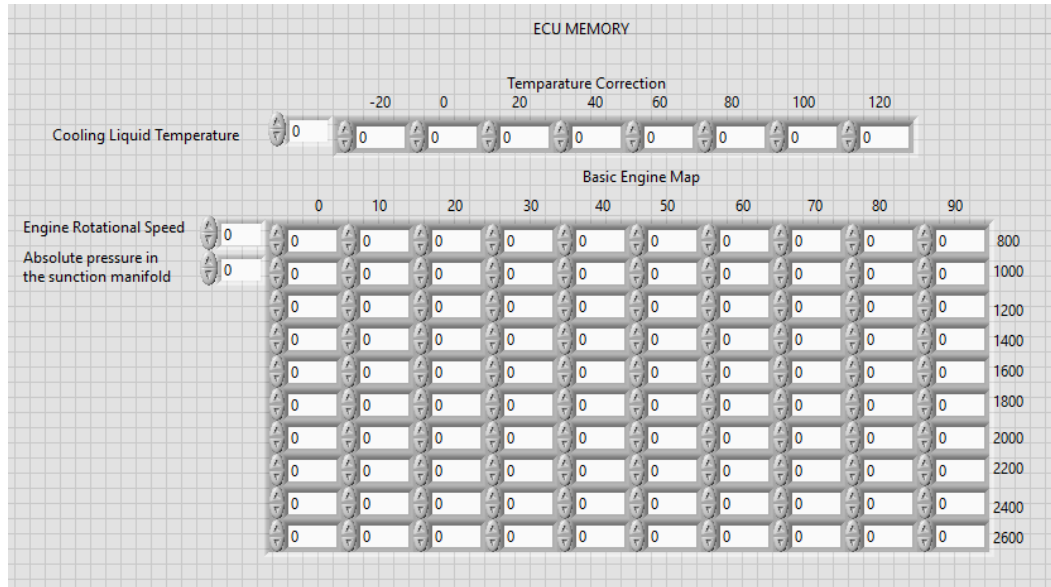 ECU MEMORY
Temparature Correction
-20 0 20 40 60 80 100 120
Cooling Liquid Temperature 0 0 0 0 0 0 0 0 0
Basic Engine Map
0 10 20 30 40 50 60 70 80 90
Engine Rotational Speed 0
Absolute pressure in
the sunction manifold 0
0 0 0 0 0 0 0 0 0 0 800
0 0 0 0 0 0 0 0 0 0 1000
0 0 0 0 0 0 0 0 0 0 1200
0 0 0 0 0 0 0 0 0 0 1400
0 0 0 0 0 0 0 0 0 0 1600
0 0 0 0 0 0 0 0 0 0 1800
0 0 0 0 0 0 0 0 0 0 2000
0 0 0 0 0 0 0 0 0 0 2200
0 0 0 0 0 0 0 0 0 0 2400
0 0 0 0 0 0 0 0 0 0 2600